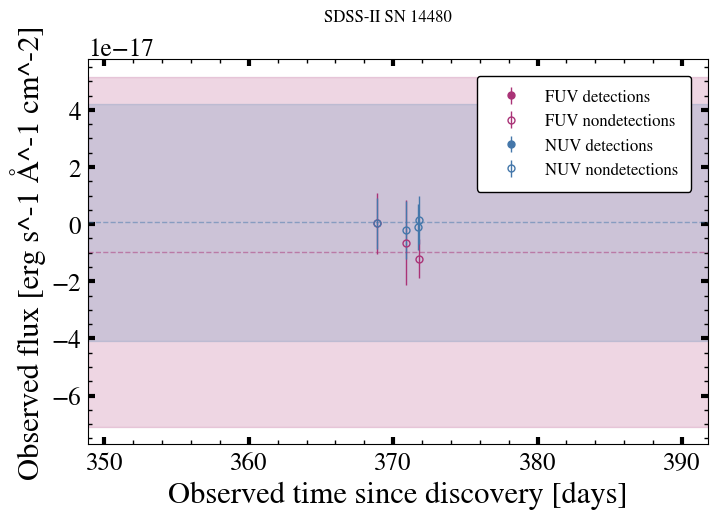 SDSS-II SN 14480
1e−17
Observed flux [erg s^-1 Å^-1 cm^-2]
4
2
0
−2
−4
−6
FUV detections
FUV nondetections
NUV detections
NUV nondetections
350
360
370
380
390
Observed time since discovery [days]